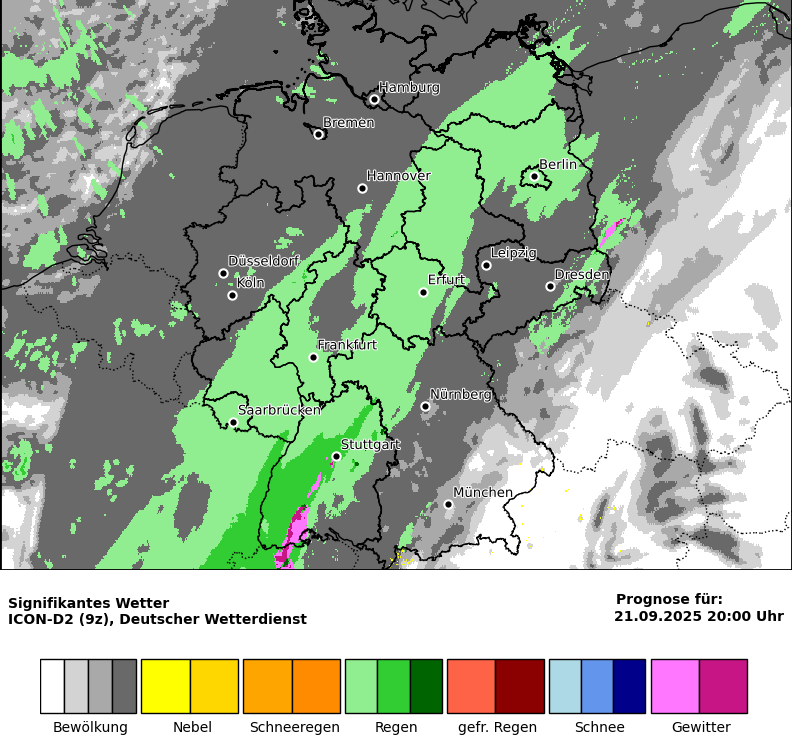 Hamburg
Bremen
Berlin
Hannover
Leipzig
Düsseldorf
Dresden
Köln
Erfurt
Frankfurt
Nürnberg
Saarbrücken
Stuttgart
München
Signifikantes Wetter
ICON-D2 (9z), Deutscher Wetterdienst
Prognose für:
21.09.2025 20:00 Uhr
Bewölkung Nebel Schneeregen Regen gefr. Regen Schnee Gewitter